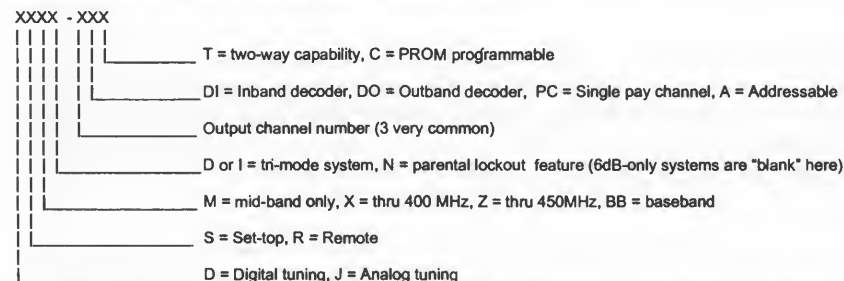 XXXX - XXX
T = two-way capability, C = PROM programmable
DI = Inband decoder, DO = Outband decoder, PC = Single pay channel, A = Addressable
Output channel number (3 very common)
D or I = tri-mode system, N = parental lockout feature (6dB-only systems are "blank" here)
M = mid-band only, X = thru 400 MHz, Z = thru 450MHz, BB = baseband
S = Set-top, R = Remote
D = Digital tuning, J = Analog tuning